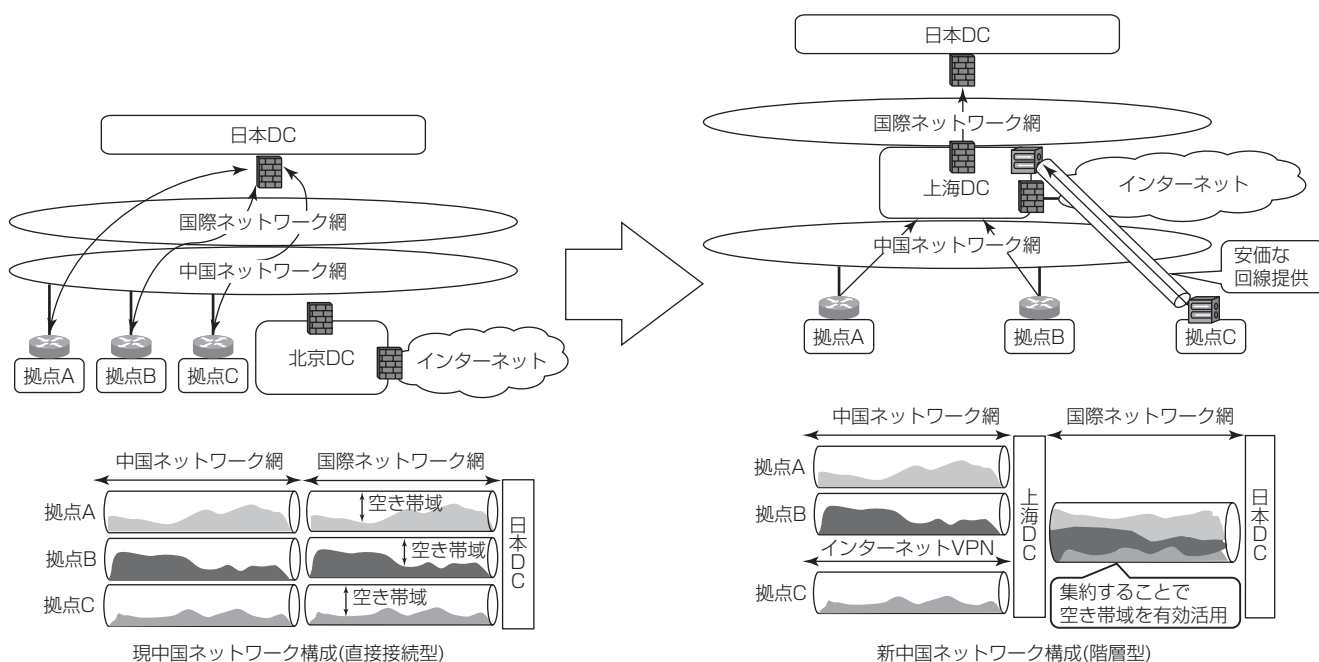 日本DC
国際ネットワーク網
中国ネットワーク網
拠点A
拠点B
拠点C
北京DC
インターネット
中国ネットワーク網
国際ネットワーク網
拠点A
空き帯域
拠点B
空き帯域
拠点C
空き帯域
日本DC
現中国ネットワーク構成(直接接続型)
日本DC
国際ネットワーク網
上海DC
インターネット
中国ネットワーク網
安価な
回線提供
拠点A
拠点B
拠点C
中国ネットワーク網
国際ネットワーク網
拠点A
拠点B
インターネットVPN
拠点C
上海DC
日本DC
集約することで
空き帯域を有効活用
新中国ネットワーク構成(階層型)